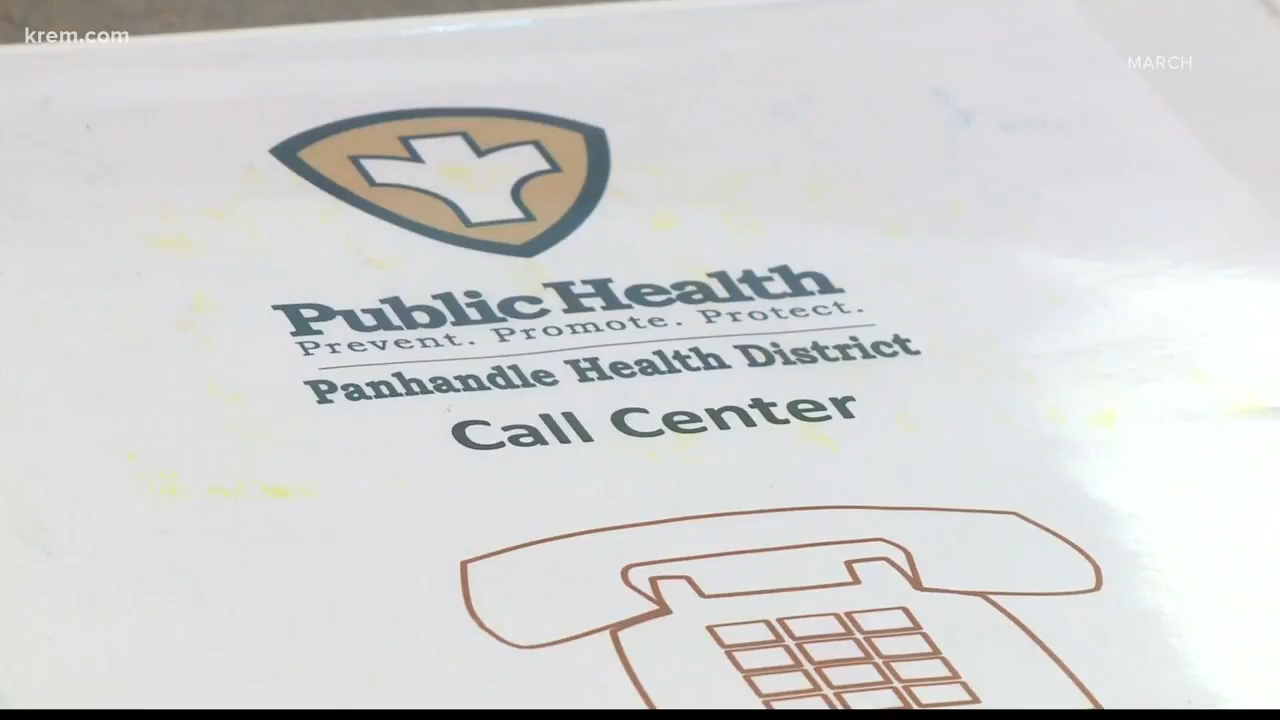 krem.com
MARCH
Public Health
Prevent. Promote. Protect.
Panhandle Health District
Call Center